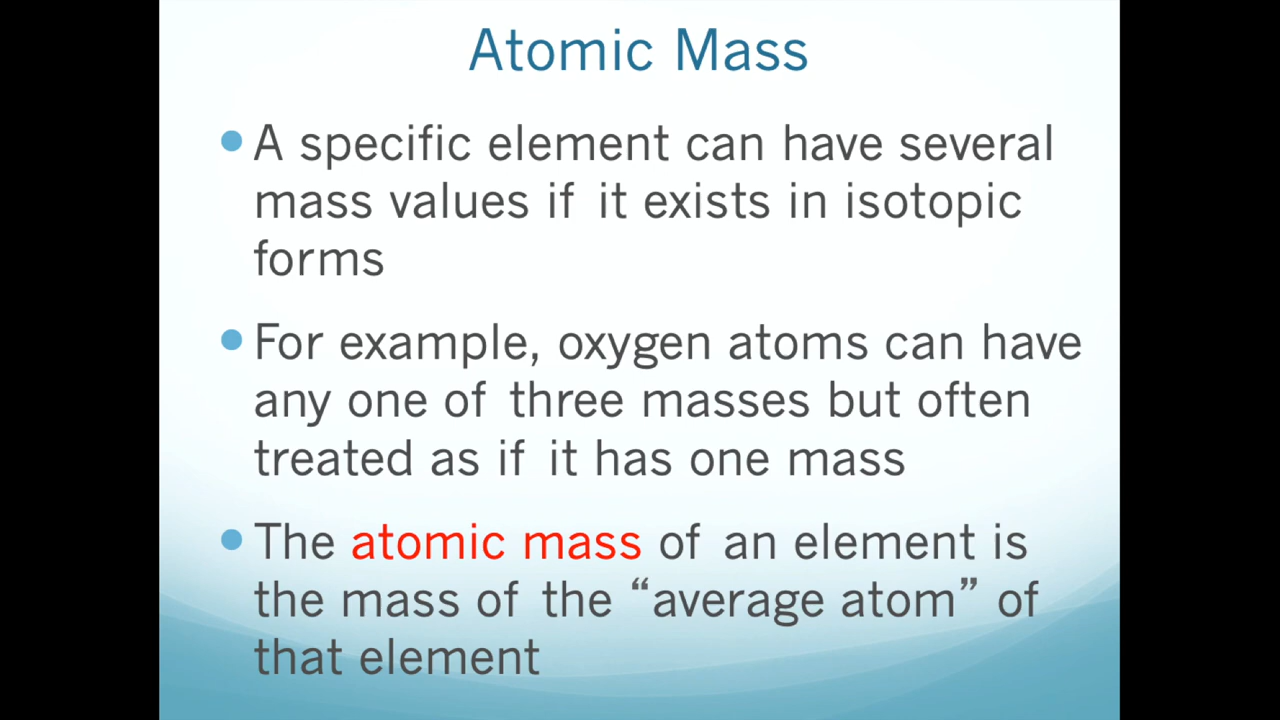 Atomic Mass
• A specific element can have several
mass values if it exists in isotopic
forms
• For example, oxygen atoms can have
any one of three masses but often
treated as if it has one mass
• The atomic mass of an element is
the mass of the “average atom” of
that element